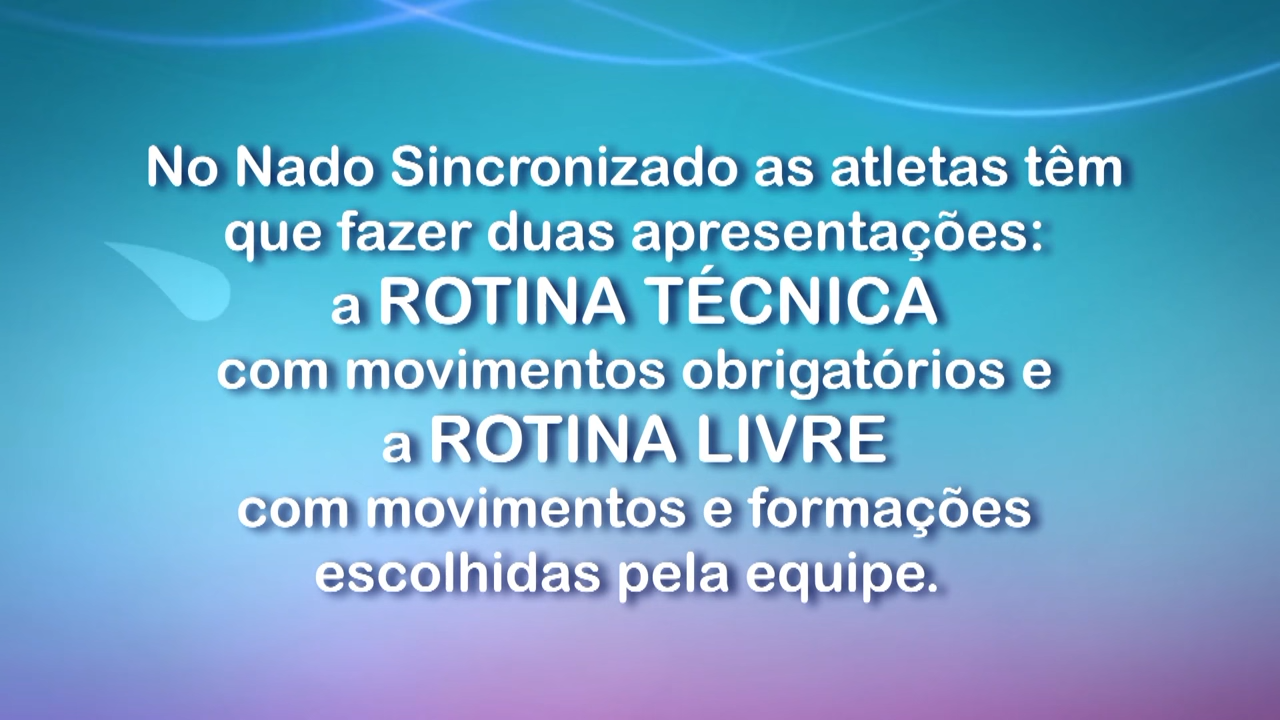 No Nado Sincronizado as atletas têm
que fazer duas apresentações:
a ROTINA TÉCNICA
com movimentos obrigatórios e
a ROTINA LIVRE
com movimentos e formações
escolhidas pela equipe.